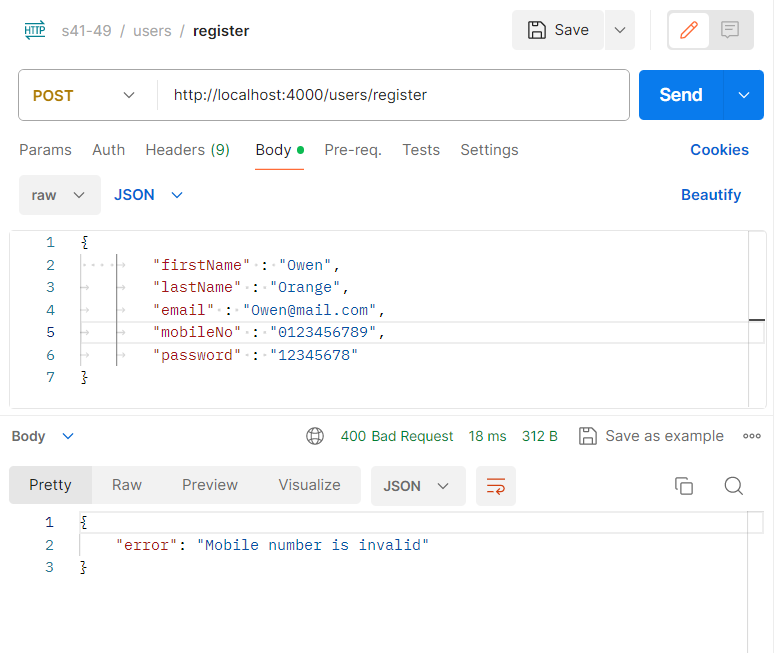 HTTP s41-49 / users / register Save
POST http://localhost:4000/users/register Send
Params Auth Headers (9) Body Pre-req. Tests Settings Cookies
raw JSON Beautify
1 {
2 "firstName" : "Owen",
3 "lastName" : "Orange",
4 "email" : "Owen@mail.com",
5 "mobileNo" : "0123456789",
6 "password" : "12345678"
7 }
Body 400 Bad Request 18 ms 312 B Save as example
Pretty Raw Preview Visualize JSON
1 {
2 "error": "Mobile number is invalid"
3 }